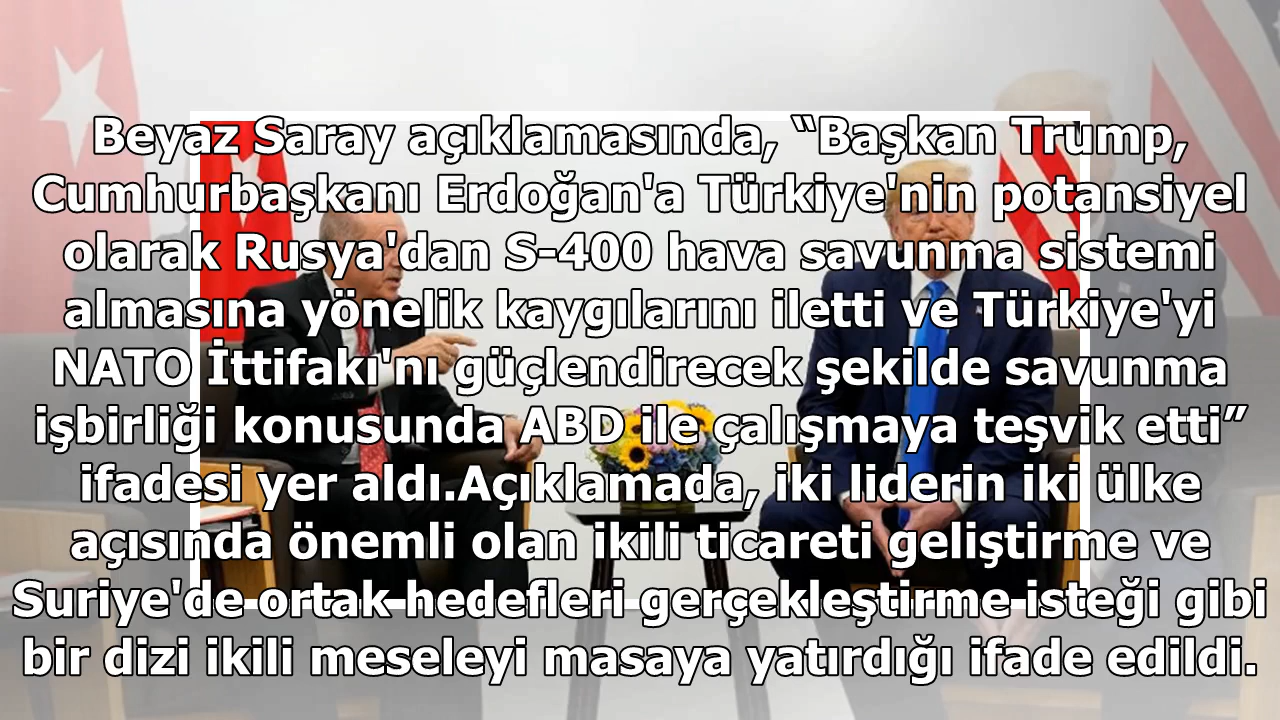 Beyaz Saray açıklamasında, “Başkan Trump,
Cumhurbaşkanı Erdoğan'a Türkiye'nin potansiyel
olarak Rusya'dan S-400 hava savunma sistemi
almasına yönelik kaygılarını iletti ve Türkiye'yi
NATO İttifakı'nı güçlendirecek şekilde savunma
işbirliği konusunda ABD ile çalışmaya teşvik etti”
ifadesi yer aldı.Açıklamada, iki liderin iki ülke
açısında önemli olan ikili ticareti geliştirme ve
Suriye'de ortak hedefleri gerçekleştirme isteği gibi
bir dizi ikili meseleyi masaya yatırdığı ifade edildi.